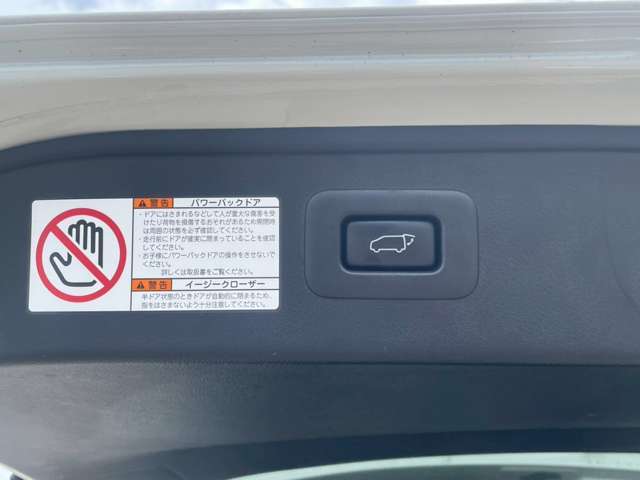 警告 パワーバックドア
・ドアにはさまれるなどして人が重大な傷害を受
けたり荷物を損傷するおそれがあるため開閉時
は周囲の状態を必ず確認してください。
・走行前にドアが確実に閉まっていることを確認
してください。
・お子様にパワーバックドアの操作をさせないで
ください。
詳しくは取扱書をご覧ください。
警告 イージークローザー
半ドア状態のときドアが自動的に閉まるため、
指をはさまないよう十分注意してください。